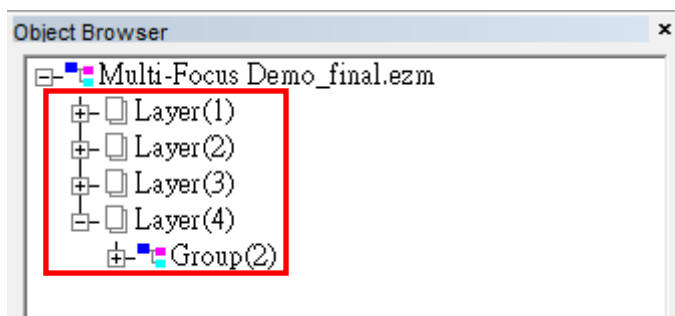 Object Browser
Multi-Focus Demo_final.ezm
Layer(1)
Layer(2)
Layer(3)
Layer(4)
Group(2)